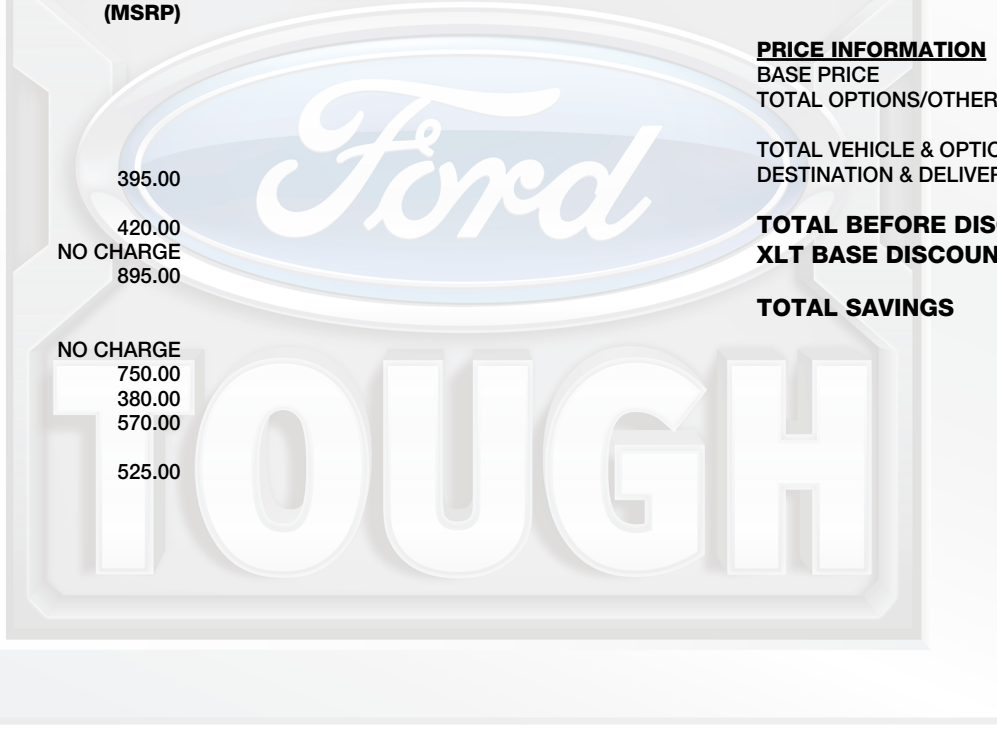 (MSRP)
395.00
420.00
NO CHARGE
895.00
NO CHARGE
750.00
380.00
570.00
525.00
PRICE INFORMATION
BASE PRICE
TOTAL OPTIONS/OTHER
TOTAL VEHICLE & OPTIO
DESTINATION & DELIVER
TOTAL BEFORE DISC
XLT BASE DISCOUN
TOTAL SAVINGS
Ford
TOUGH